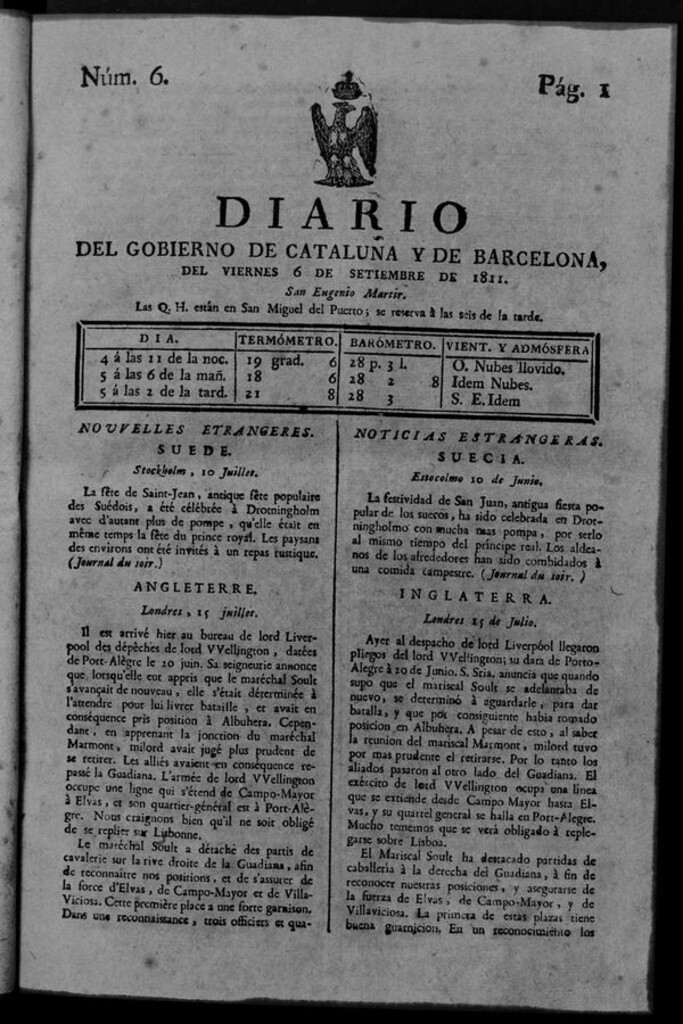 Núm. 6.
Pág. 1
DIARIO
DEL GOBIERNO DE CATALUÑA Y DE BARCELONA,
DEL VIERNES 6 DE SETIEMBRE DE 1811.
San Eugenio Martir.
Las Q. H. están en San Miguel del Puerto; se reserva á las seis de la tarde.
DIA. TERMÓMETRO. BARÓMETRO. VIENT. Y ADMÓSFERA
4 á las 11 de la noc. 19 grad. 6 28 p. 3 l. O. Nubes llovido.
5 á las 6 de la mañ. 18 6 28 2 8 Idem Nubes.
5 á las 2 de la tard. 21 8 28 3 S. E. Idem
NOUVELLES ETRANGERES.
SUEDE.
Stockholm, 10 Juillet.
La fête de Saint-Jean, antique fête populaire
des Suédois, a été célébrée à Drotningholm
avec d'autant plus de pompe, qu'elle était en
même temps la fête du prince royal. Les paysans
des environs ont été invités à un repas rustique.
(Journal du soir.)
ANGLETERRE.
Londres, 15 juillet.
Il est arrivé hier au bureau de lord Liver-
pool des dépêches de lord VVellington, datées
de Port-Alègre le 20 juin. Sa seigneurie annonce
que lorsqu'elle eut appris que le maréchal Soult
s'avançait de nouveau, elle s'était déterminée à
l'attendre pour lui livrer bataille, et avait en
conséquence pris position à Albuhera. Cepen-
dant, en apprenant la jonction du maréchal
Marmont, milord avait jugé plus prudent de
se retirer. Les alliés avaient en conséquence re-
passé la Guadiana. L'armée de lord VVellington
occupe une ligne qui s'étend de Campo-Mayor
à Elvas, et son quartier-général est à Port-Alè-
gre. Nous craignons bien qu'il ne soit obligé
de se replier sur Lisbonne.
Le maréchal Soult a détaché des partis de
cavalerie sur la rive droite de la Guadiana, afin
de reconnaître nos positions, et de s'assurer de
la force d'Elvas, de Campo-Mayor et de Villa-
Viciosa. Cette première place a une forte garnison.
Dans une reconnaissance, trois officiers et qua-
NOTICIAS ESTRANGERAS.
SUECIA.
Estocolmo 10 de Junio.
La festividad de San Juan, antigua fiesta po-
pular de los suecos, ha sido celebrada en Drot-
ningholmo con mucha mas pompa, por serlo
al mismo tiempo del príncipe real. Los aldea-
nos de los alrededores han sido combidados à
una comida campestre. (Journal du soir.)
INGLATERRA.
Londres 15 de Julio.
Ayer al despacho de lord Liverpóol llegaron
pliegos del lord VVellington; su data de Porto-
Alegre à 20 de Junio. S. Sria. anuncia que quando
supo que el mariscal Soult se adelantaba de
nuevo, se determinó à aguardarle, para dar
batalla, y que por consiguiente habia tomado
posicion en Albuhera. A pesar de esto, al saber
la reunion del mariscal Marmont, milord tuvo
por mas prudente el retirarse. Por lo tanto los
aliados pasaron al otro lado del Guadiana. El
exército de lord VVellington ocupa una linea
que se extiende desde Campo Mayor hasta El-
vas, y su quartel general se halla en Port-Alegre.
Mucho tememos que se verá obligado à reple-
garse sobre Lisboa.
El Mariscal Soult ha destacado partidas de
caballería à la derecha del Guadiana, à fin de
reconocer nuestras posiciones, y asegurarse de
la fuerza de Elvas, de Campo-Mayor, y de
Villaviciosa. La primera de estas plazas tiene
buena guarnicion. En un reconocimiento los